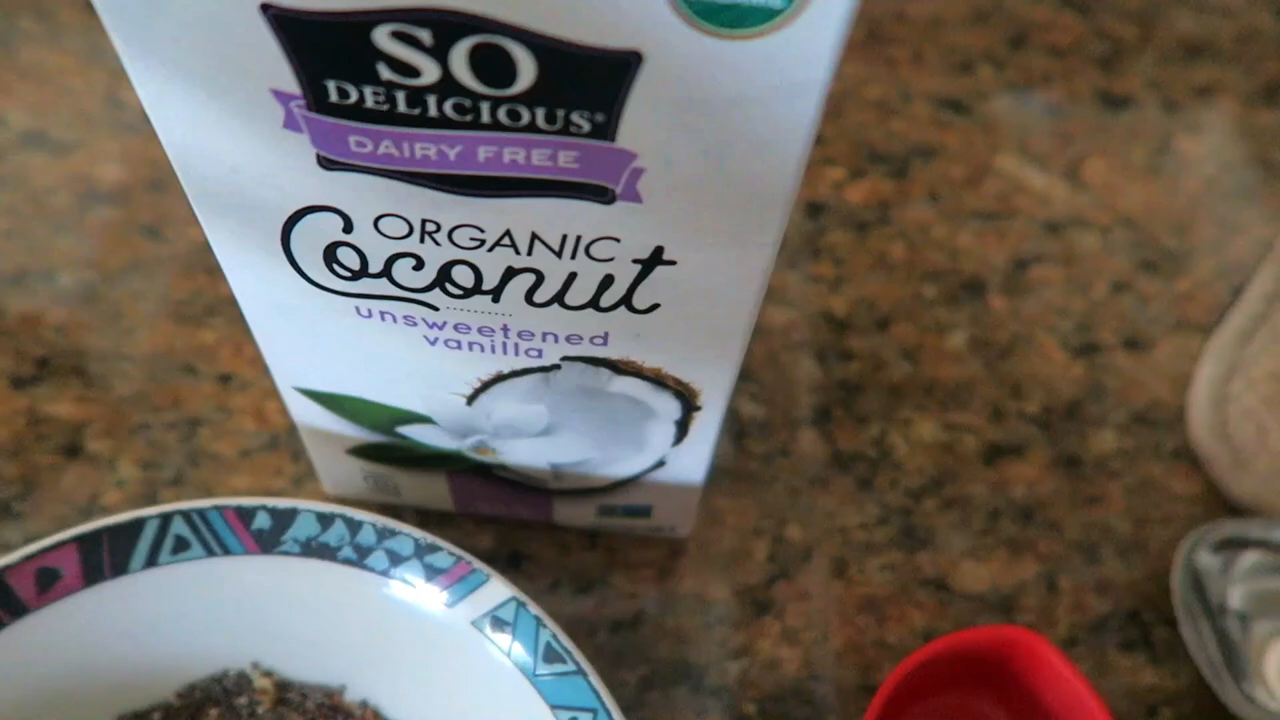 SO
DELICIOUS®
DAIRY FREE
ORGANIC
Coconut
unsweetened
vanilla